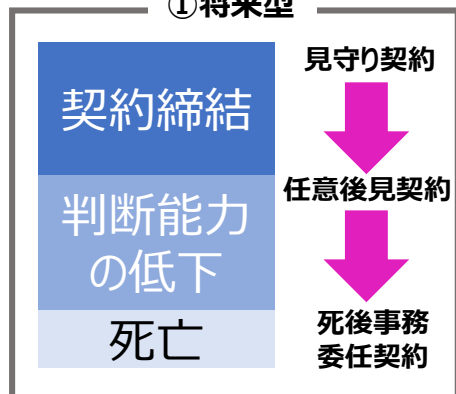 ①将来型
契約締結
見守り契約
任意後見契約
判断能力
の低下
死亡
死後事務
委任契約